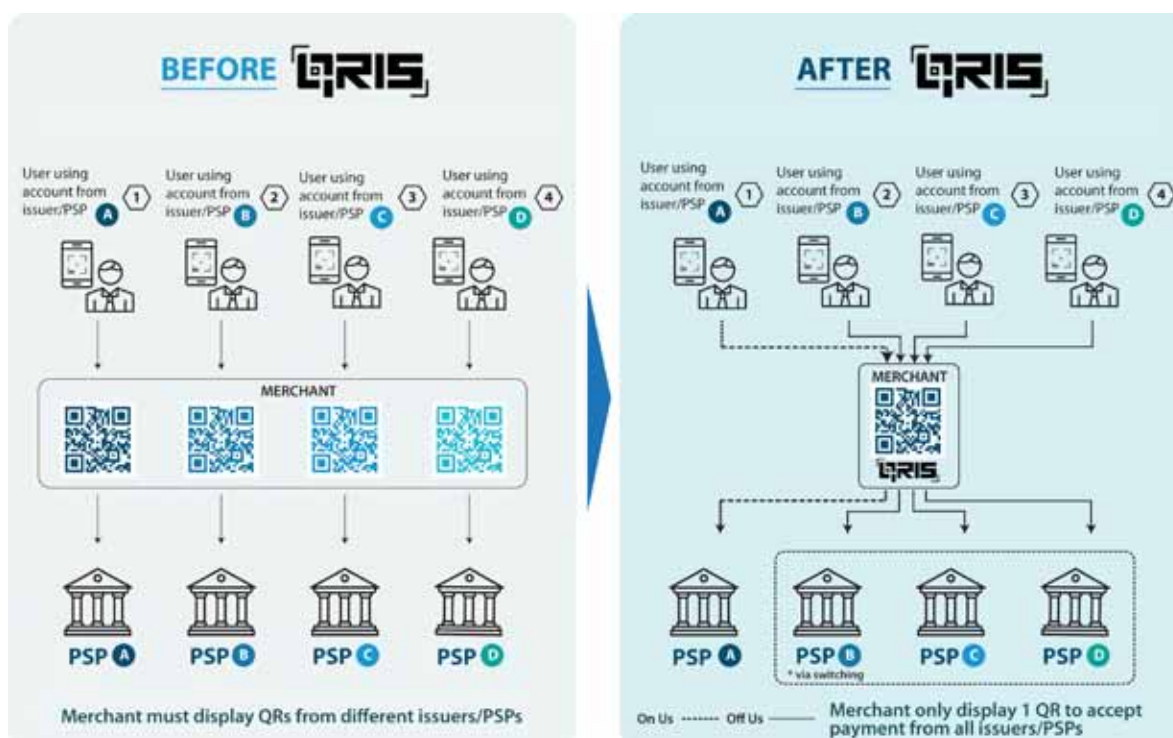 BEFORE QRIS
User using
account from
issuer/PSP A
1
User using
account from
issuer/PSP B
2
User using
account from
issuer/PSP C
3
User using
account from
issuer/PSP D
4
MERCHANT
PSP A
PSP B
PSP C
PSP D
Merchant must display QRs from different issuers/PSPs
AFTER QRIS
User using
account from
issuer/PSP A
1
User using
account from
issuer/PSP B
2
User using
account from
issuer/PSP C
3
User using
account from
issuer/PSP D
4
MERCHANT
QRIS
PSP A
PSP B
* via switching
PSP C
PSP D
On Us Off Us
Merchant only display 1 QR to accept
payment from all issuers/PSPs